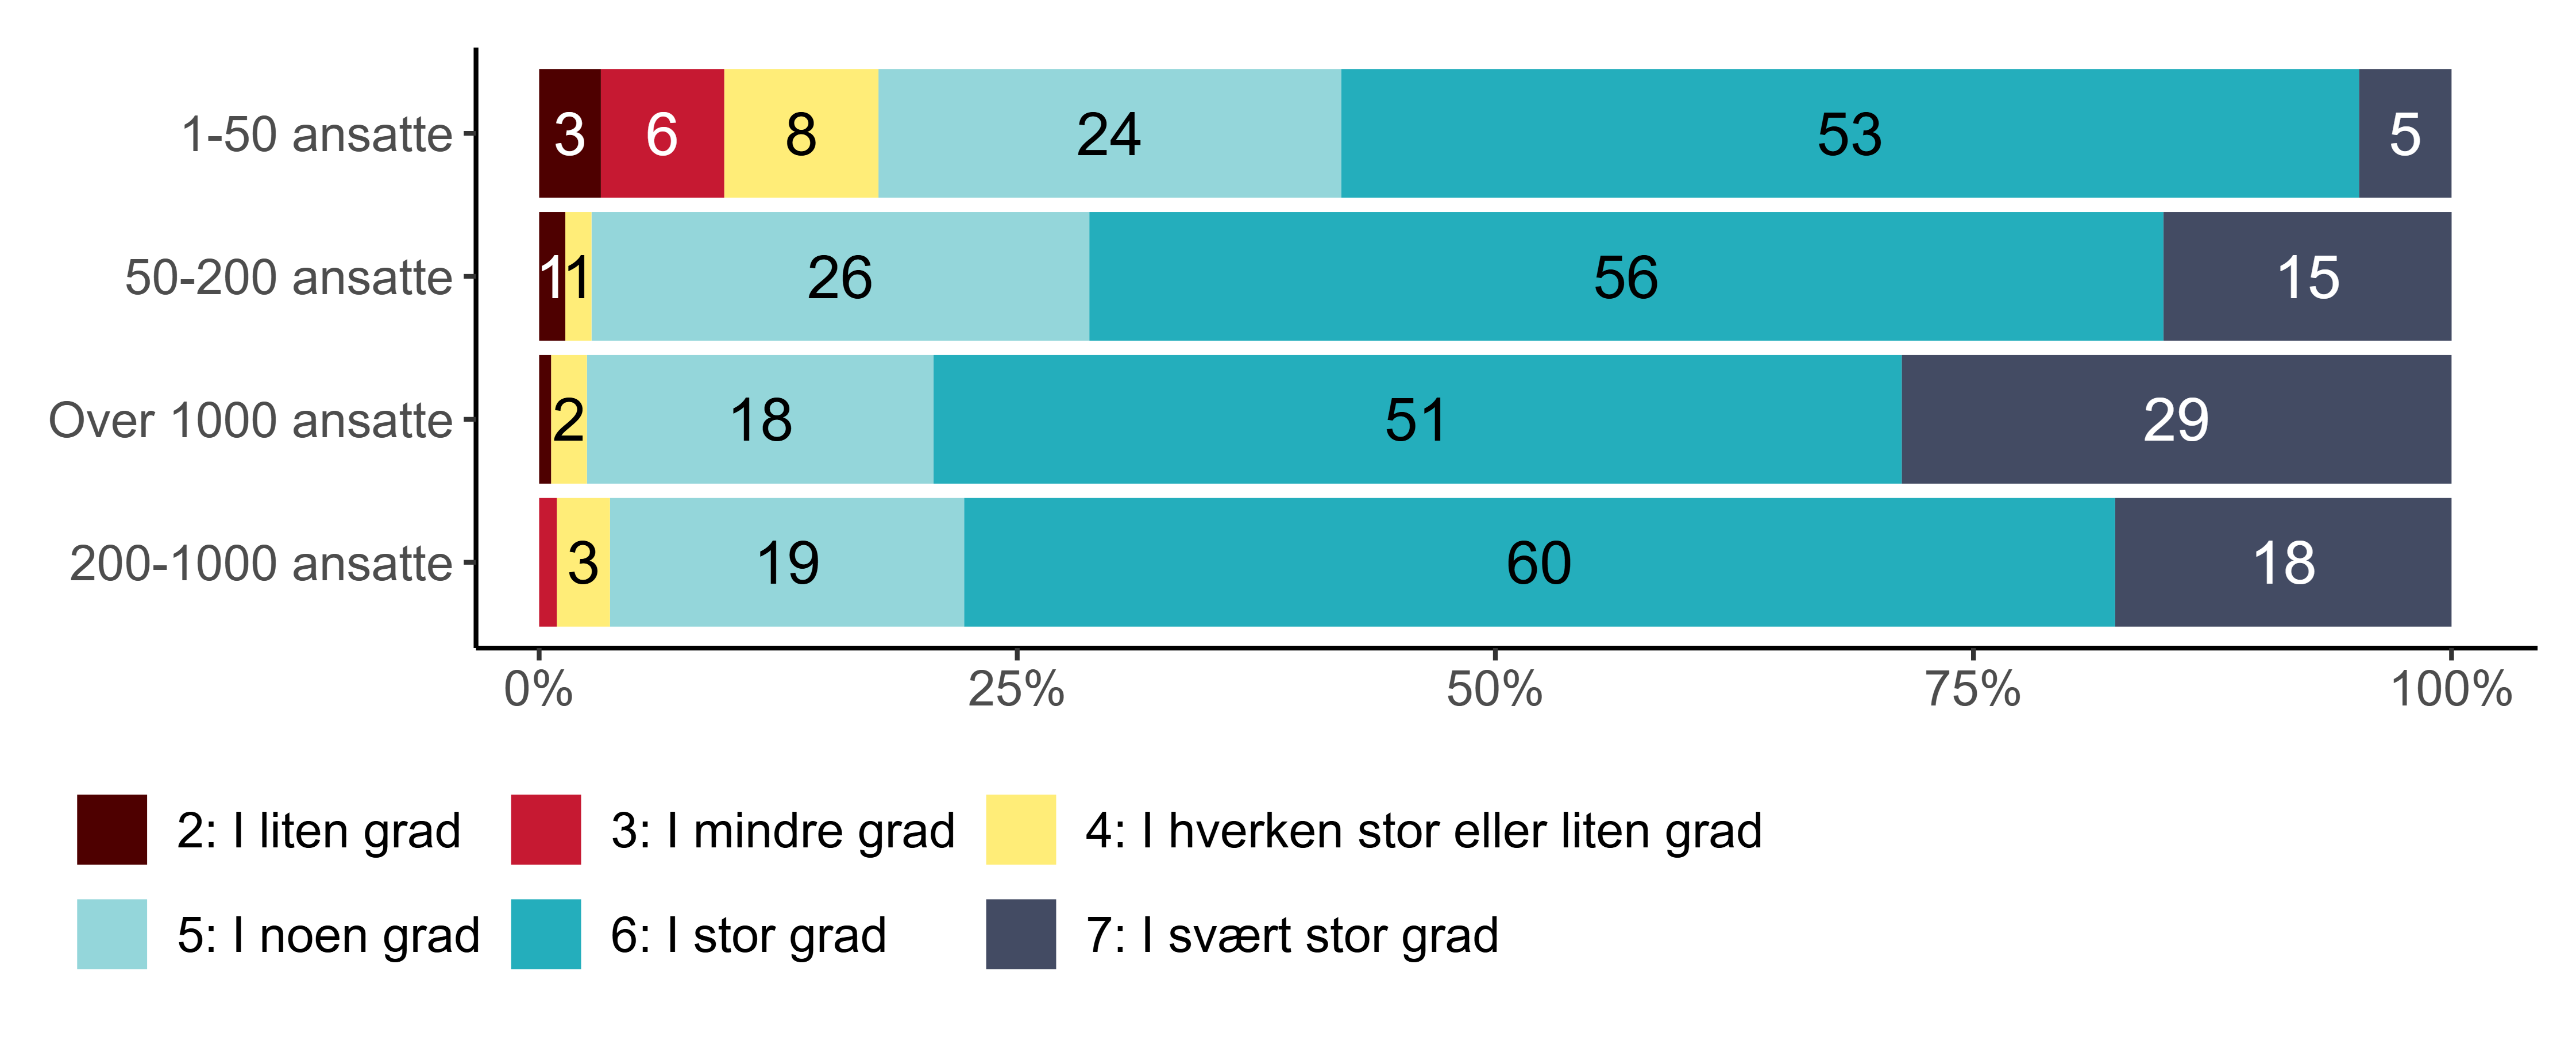 1-50 ansatte 3 6 8 24 53 5
50-200 ansatte 1 1 26 56 15
Over 1000 ansatte 2 18 51 29
200-1000 ansatte 3 19 60 18
0% 25% 50% 75% 100%
2: I liten grad 3: I mindre grad 4: I hverken stor eller liten grad
5: I noen grad 6: I stor grad 7: I svært stor grad